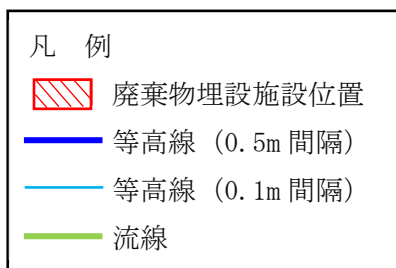 凡 例
廃棄物埋設施設位置
等高線 (0.5m 間隔)
等高線 (0.1m 間隔)
流線